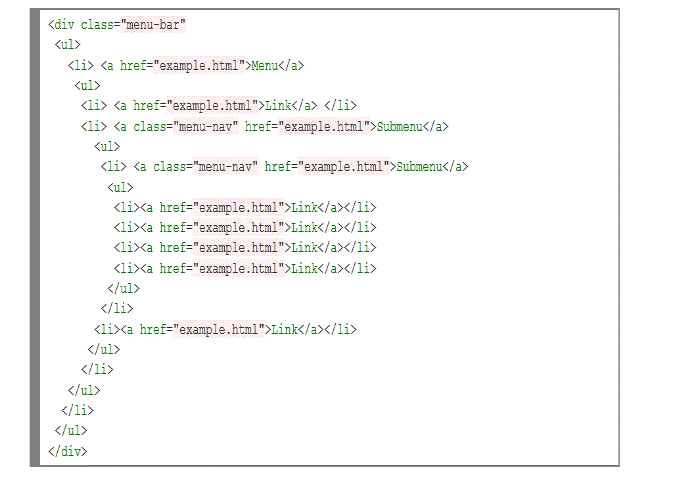 <div class="menu-bar"
<ul>
<li> <a href="example.html">Menu</a>
<ul>
<li> <a href="example.html">Link</a> </li>
<li> <a class="menu-nav" href="example.html">Submenu</a>
<ul>
<li> <a class="menu-nav" href="example.html">Submenu</a>
<ul>
<li><a href="example.html">Link</a></li>
<li><a href="example.html">Link</a></li>
<li><a href="example.html">Link</a></li>
<li><a href="example.html">Link</a></li>
</ul>
</li>
<li><a href="example.html">Link</a></li>
</ul>
</li>
</ul>
</li>
</ul>
</div>